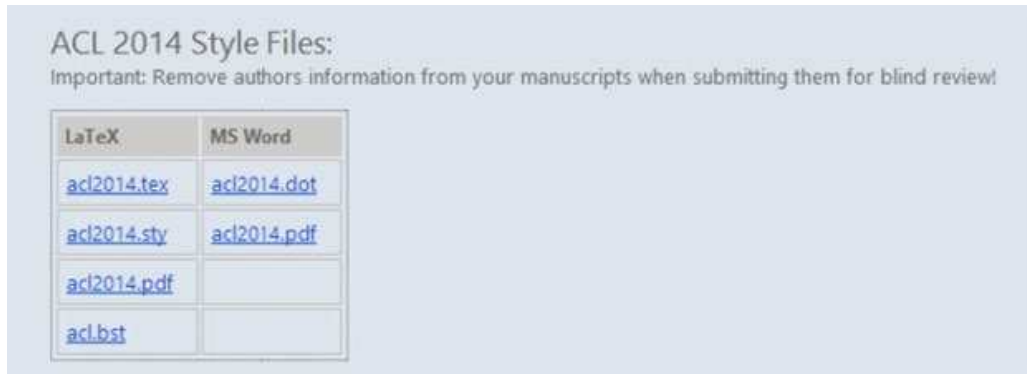 ACL 2014 Style Files:
Important: Remove authors information from your manuscripts when submitting them for blind review!
LaTeX MS Word
acl2014.tex acl2014.dot
acl2014.sty acl2014.pdf
acl2014.pdf
acl.bst